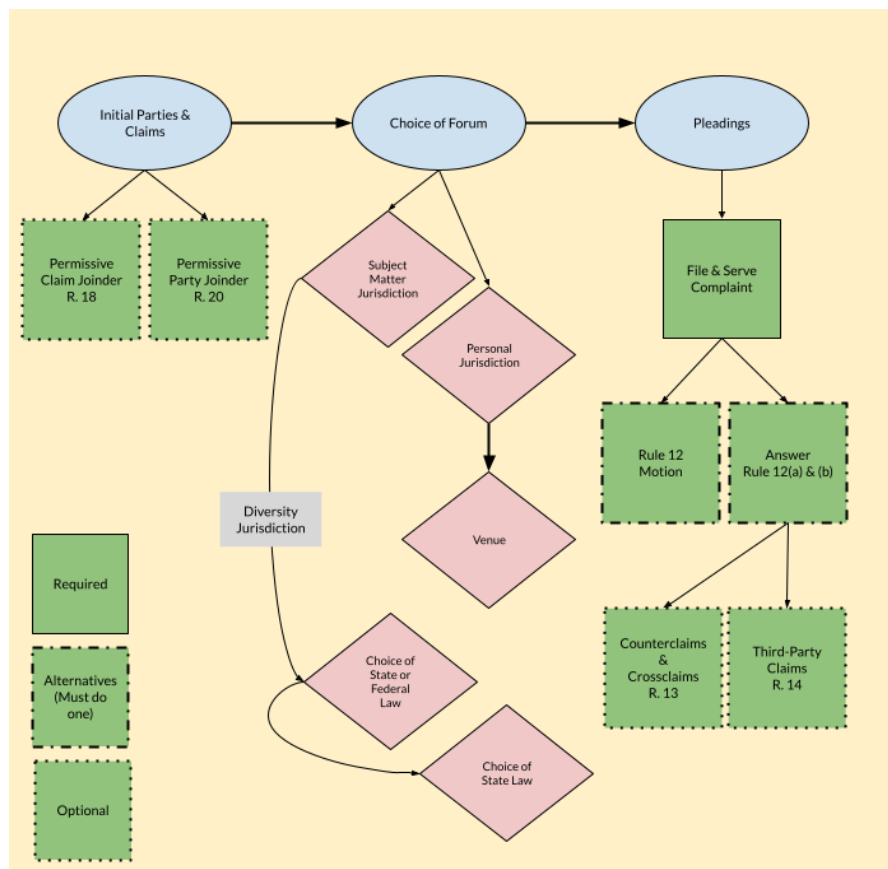 Initial Parties &
Claims
Choice of Forum
Pleadings
Permissive
Claim Joinder
R. 18
Permissive
Party Joinder
R. 20
Subject
Matter
Jurisdiction
Personal
Jurisdiction
File & Serve
Complaint
Rule 12
Motion
Answer
Rule 12(a) & (b)
Diversity
Jurisdiction
Venue
Choice of
State or
Federal
Law
Choice of
State Law
Counterclaims
&
Crossclaims
R. 13
Third-Party
Claims
R. 14
Required
Alternatives
(Must do
one)
Optional